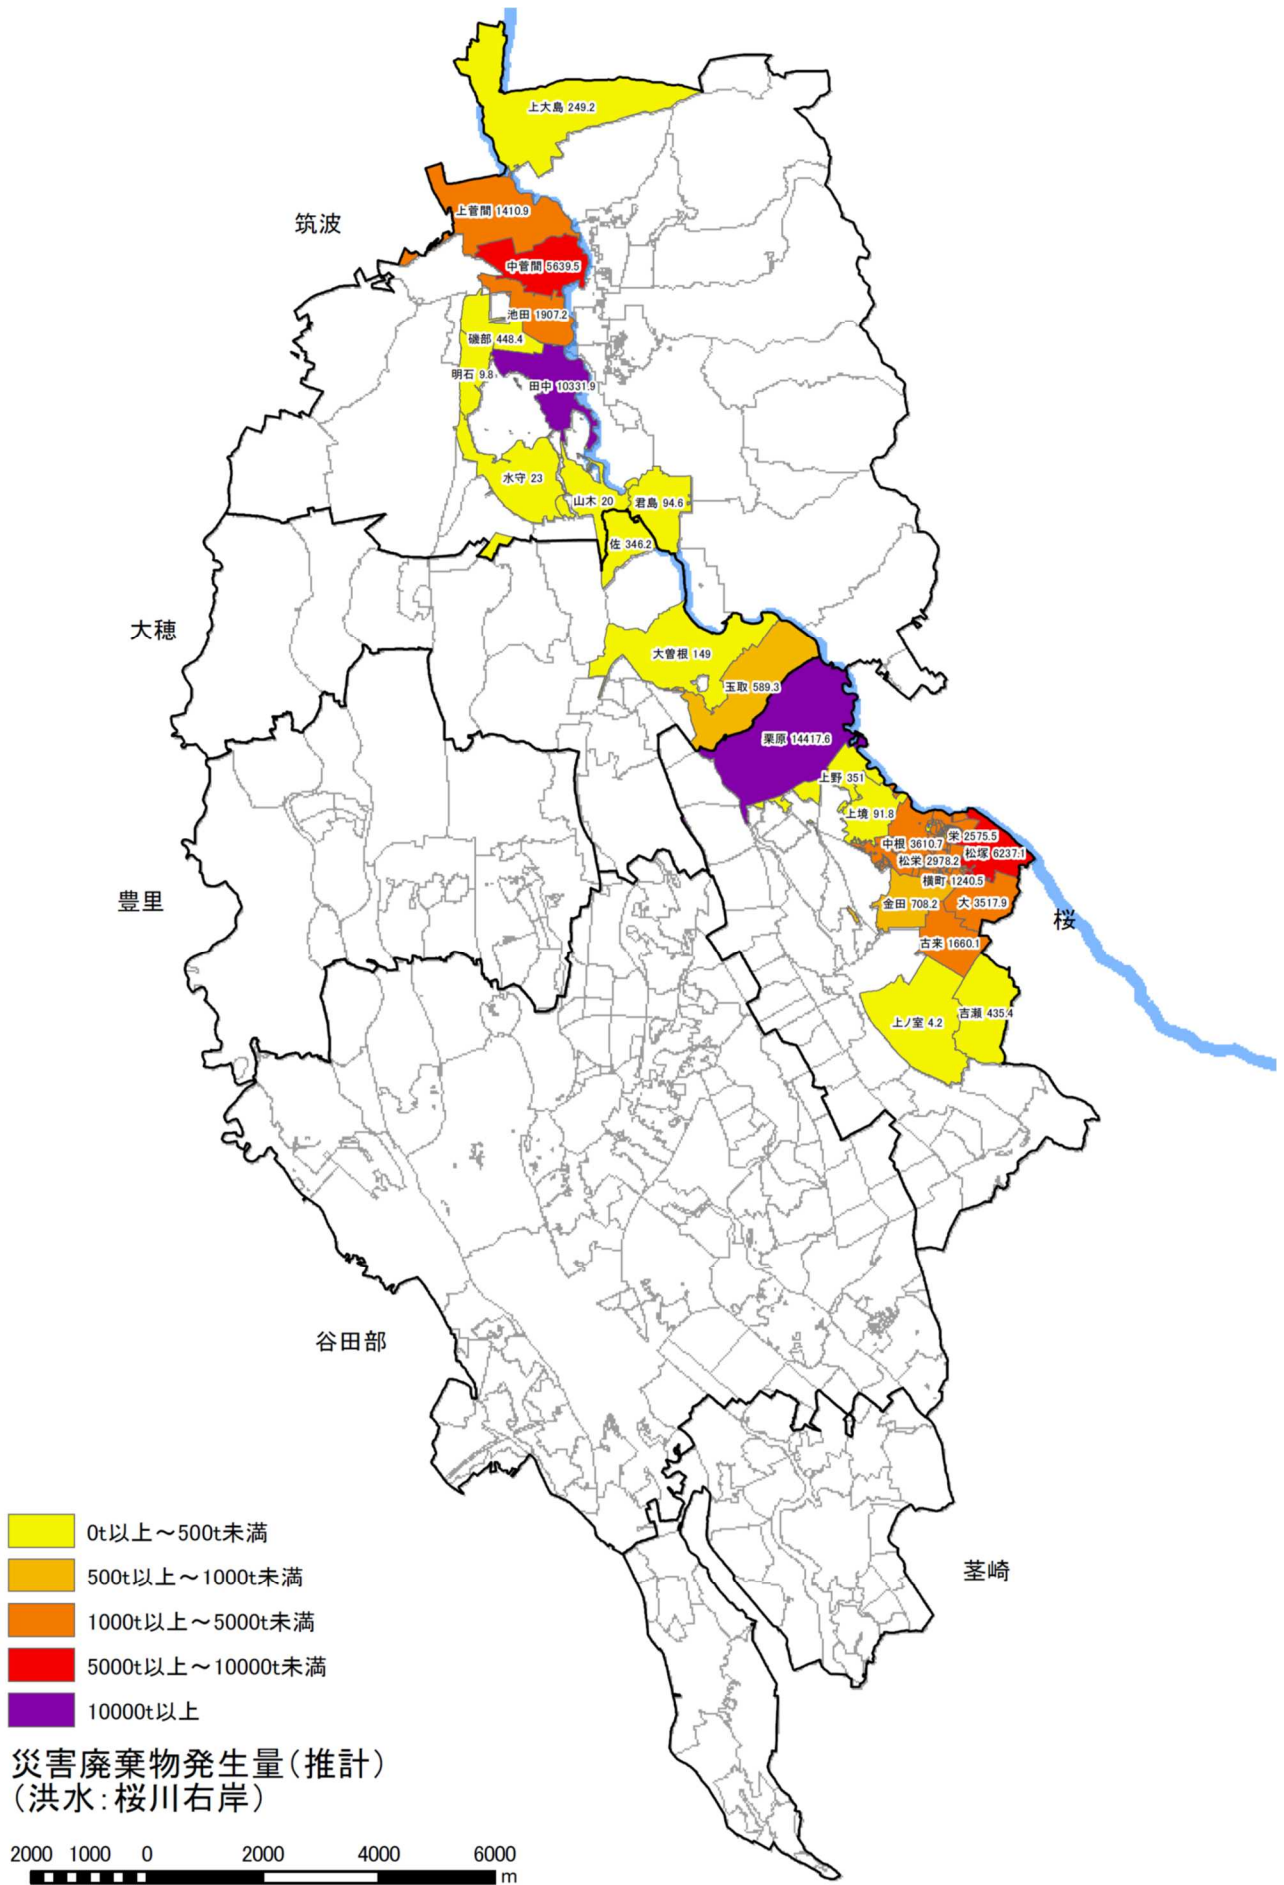 上大島 249.2
筑波
上菅間 1410.9
中菅間 5639.5
池田 1907.2
磯部 448.4
明石 9.8
田中 10331.9
水守 23
山木 20
君島 94.6
佐 346.2
大穂
大曽根 149
玉取 589.3
栗原 14417.6
上野 351
上境 91.8
栄 2575.5
中根 3610.7
松塚 6237.1
松栄 2978.2
横町 1240.5
豊里
金田 708.2
大 3517.9
桜
古来 1660.1
吉瀬 435.4
上ノ室 4.2
谷田部
茎崎
0t以上～500t未満
500t以上～1000t未満
1000t以上～5000t未満
5000t以上～10000t未満
10000t以上
災害廃棄物発生量(推計)
(洪水:桜川右岸)
2000 1000 0 2000 4000 6000
m